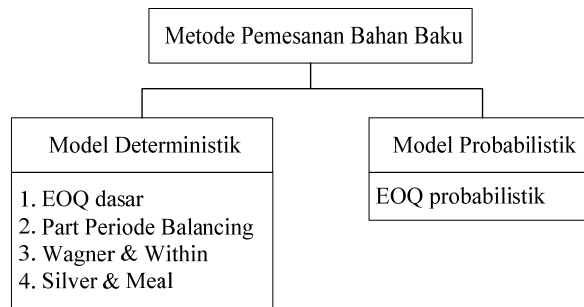 Metode Pemesanan Bahan Baku
Model Deterministik
1. EOQ dasar
2. Part Periode Balancing
3. Wagner & Within
4. Silver & Meal
Model Probabilistik
EOQ probabilistik